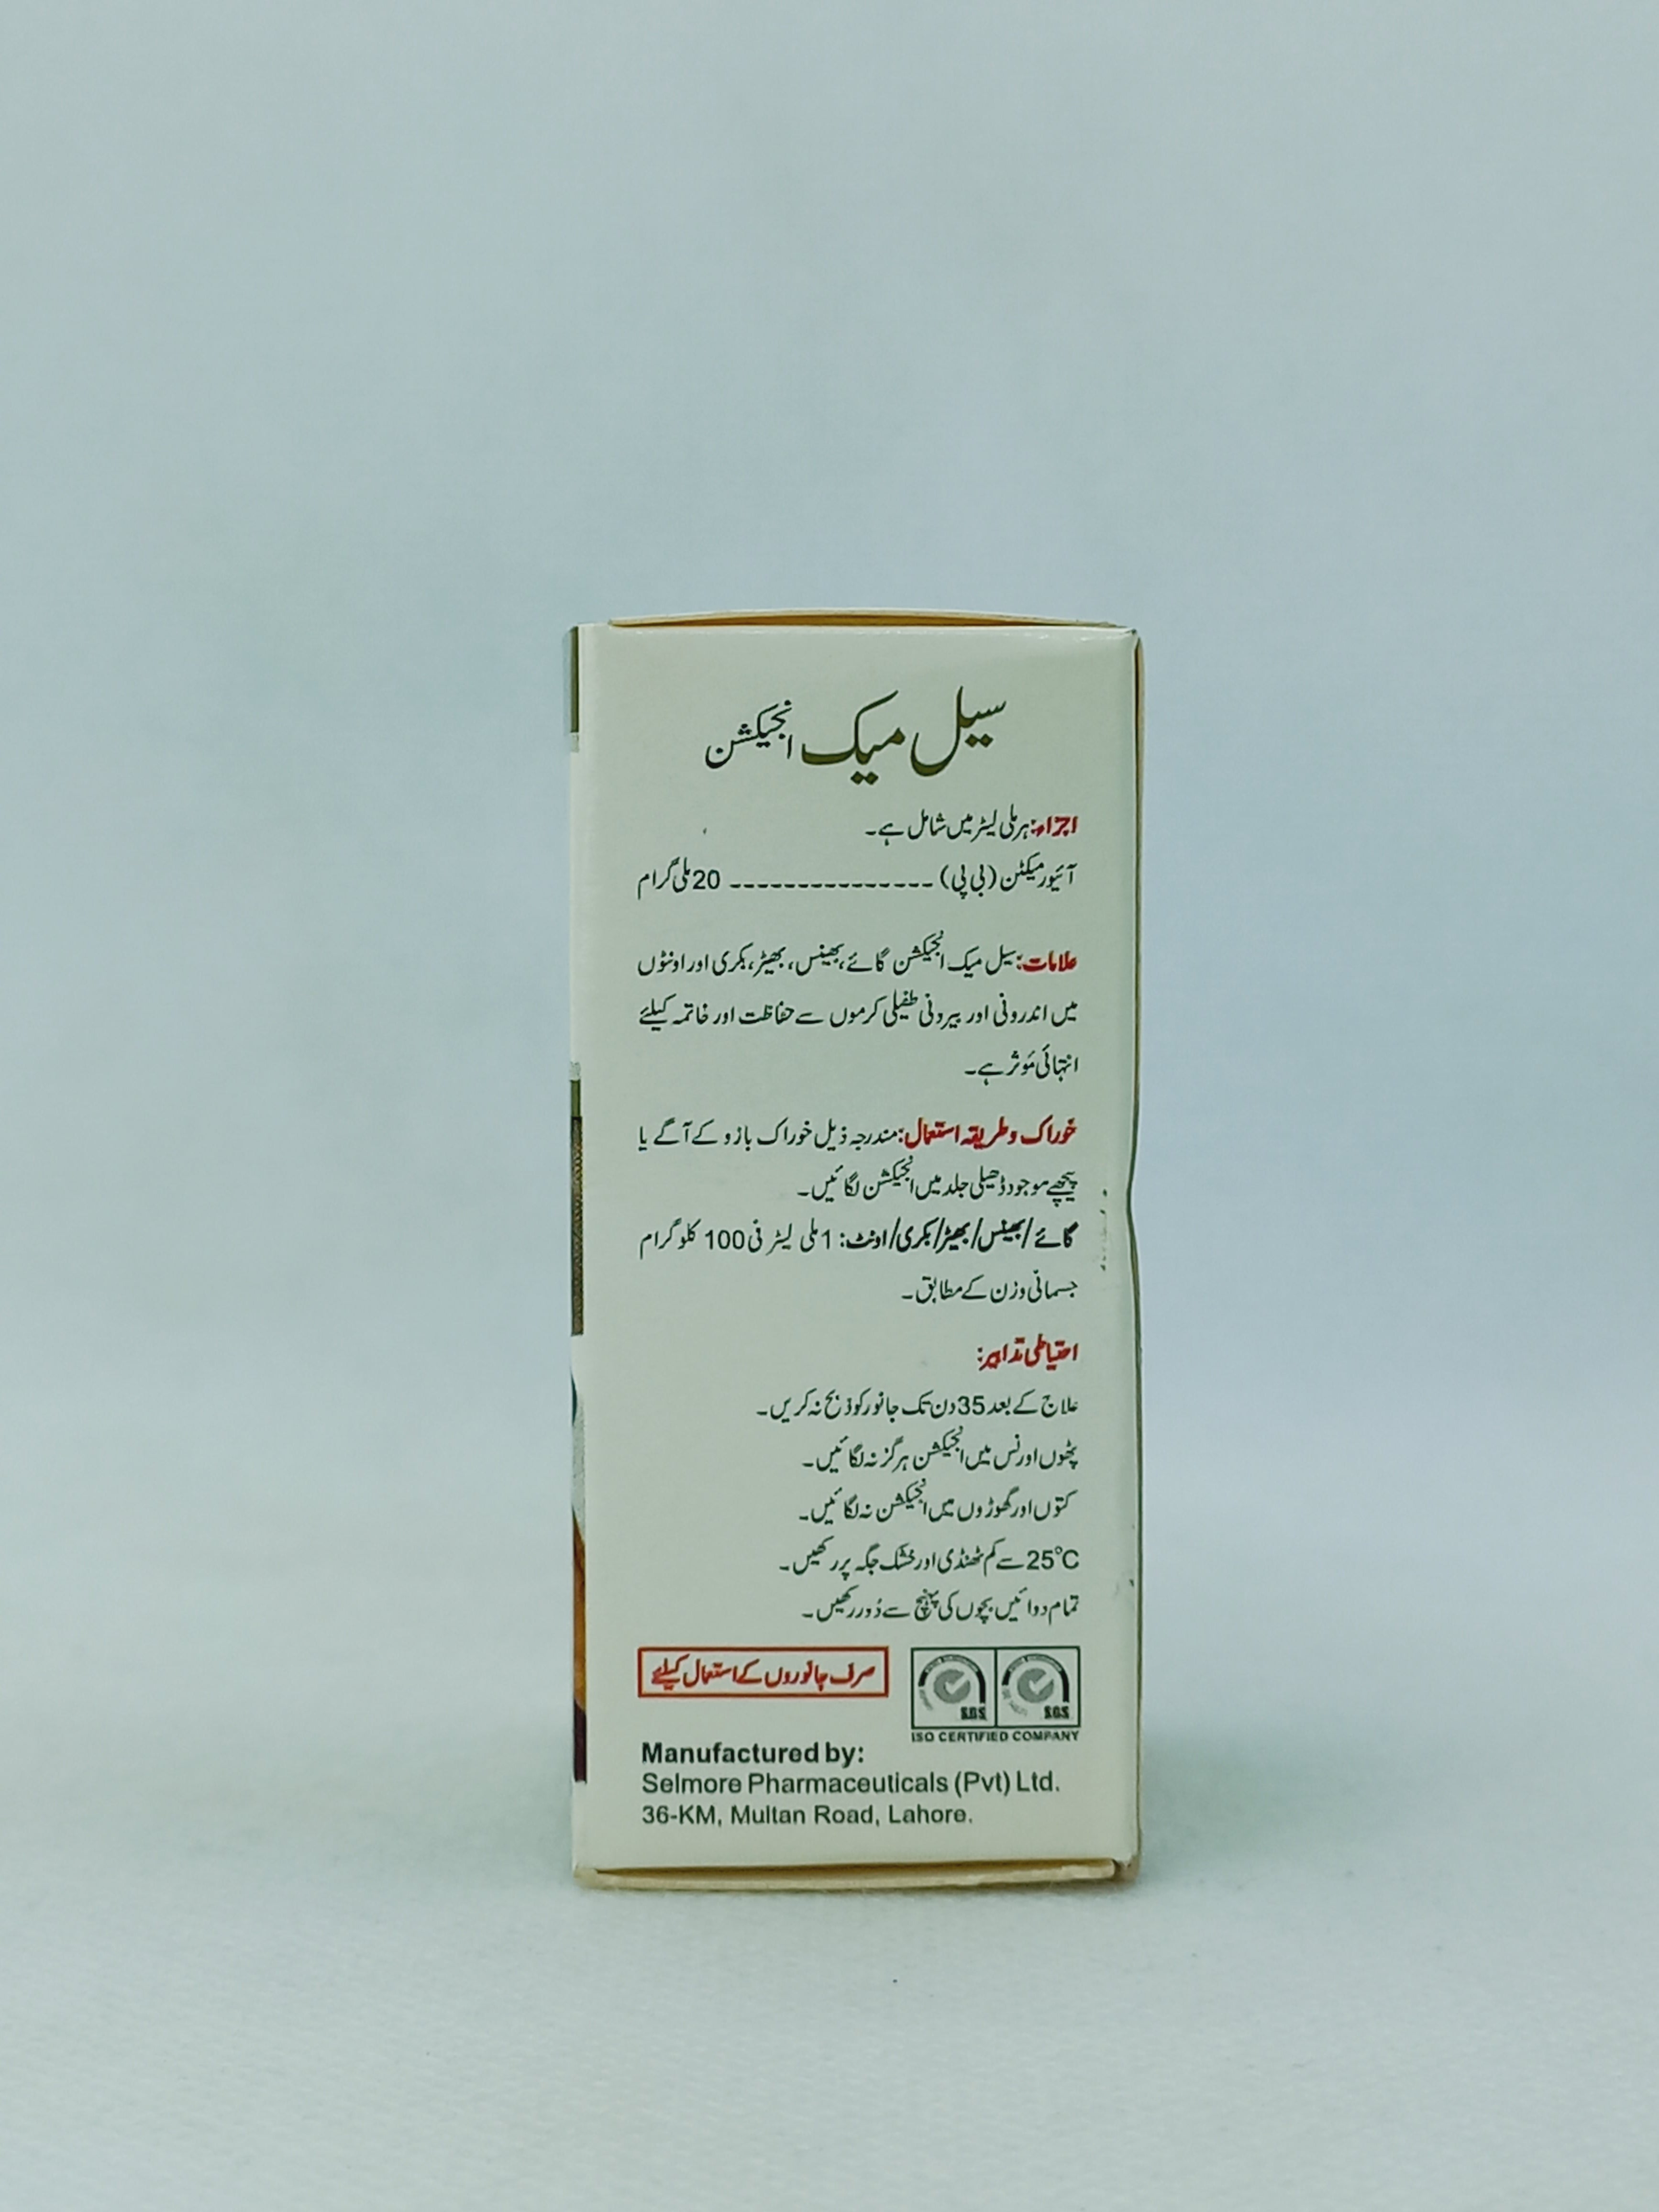 سیل میک انجیکشن
اجزاء: ہر ملی لیٹر میں شامل ہے۔
آئیورمیکٹن (بی پی) --------------- 20 ملی گرام
علامات: سیل میک انجیکشن گائے، بھینس، بھیڑ، بکری اور اونٹوں
میں اندرونی اور بیرونی طفیلی کرموں سے حفاظت اور خاتمہ کیلئے
انتہائی مؤثر ہے۔
خوراک و طریقہ استعمال: مندرجہ ذیل خوراک بازو کے آگے یا
پیچھے موجود ڈھیلی جلد میں انجیکشن لگائیں۔
گائے/بھینس/بھیڑ/بکری/اونٹ: 1 ملی لیٹر فی 100 کلو گرام
جسمانی وزن کے مطابق۔
احتیاطی تدابیر:
علاج کے بعد 35 دن تک جانور کو ذبح نہ کریں۔
پٹھوں اور نس میں انجیکشن ہرگز نہ لگائیں۔
کتوں اور گھوڑوں میں انجیکشن نہ لگائیں۔
25°C سے کم ٹھنڈی اور خشک جگہ پر رکھیں۔
تمام دوائیں بچوں کی پہنچ سے دُور رکھیں۔
صرف جانوروں کے استعمال کیلئے
SGS SGS
ISO CERTIFIED COMPANY
Manufactured by:
Selmore Pharmaceuticals (Pvt) Ltd.
36-KM, Multan Road, Lahore.